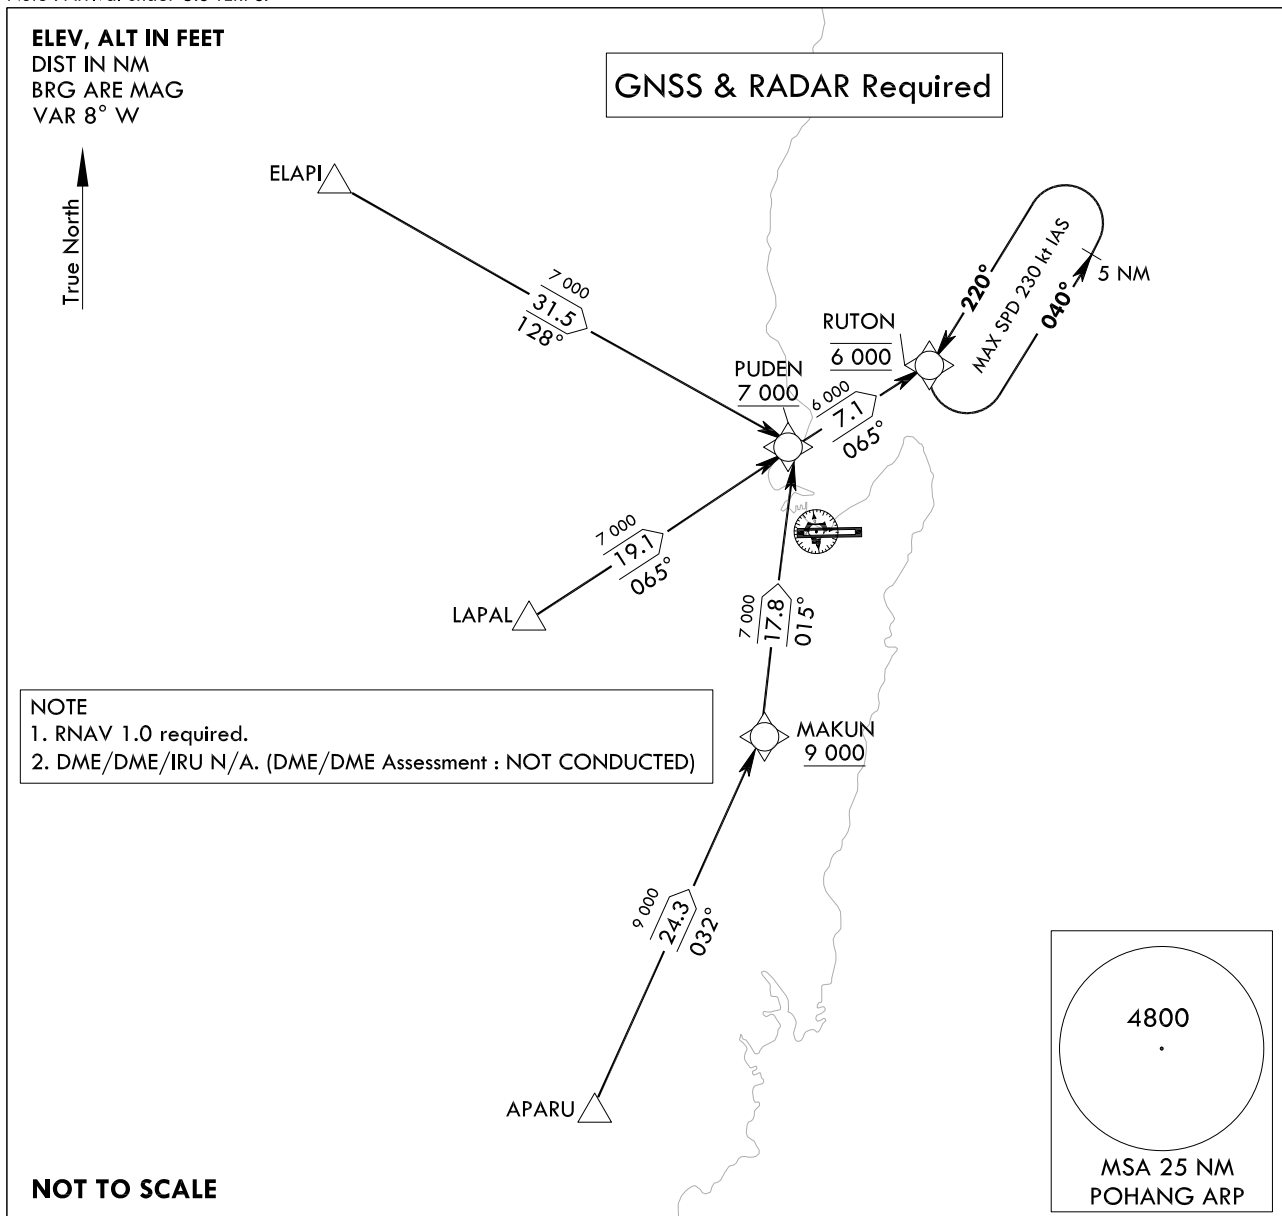 ELEV, ALT IN FEET
DIST IN NM
BRG ARE MAG
VAR 8° W
True North
GNSS & RADAR Required
ELAPI
7 000
31.5
128°
5 NM
220°
MAX SPD 230 kt IAS
040°
RUTON
6 000
PUDEN
7 000
6 000
7.1
065°
7 000
19.1
065°
LAPAL
7 000
17.8
015°
NOTE
1. RNAV 1.0 required.
2. DME/DME/IRU N/A. (DME/DME Assessment : NOT CONDUCTED)
MAKUN
9 000
9 000
24.3
032°
APARU
4800
MSA 25 NM
POHANG ARP
NOT TO SCALE